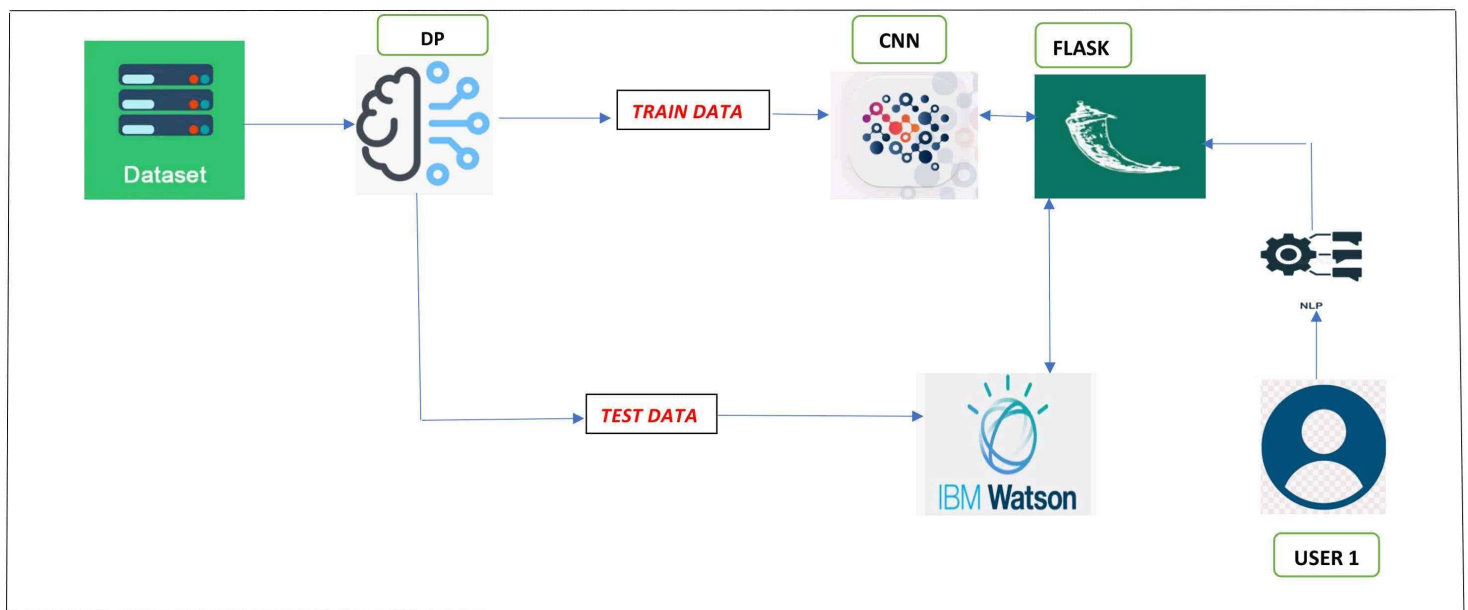 DP
CNN
FLASK
Dataset
TRAIN DATA
NLP
TEST DATA
IBM Watson
USER 1